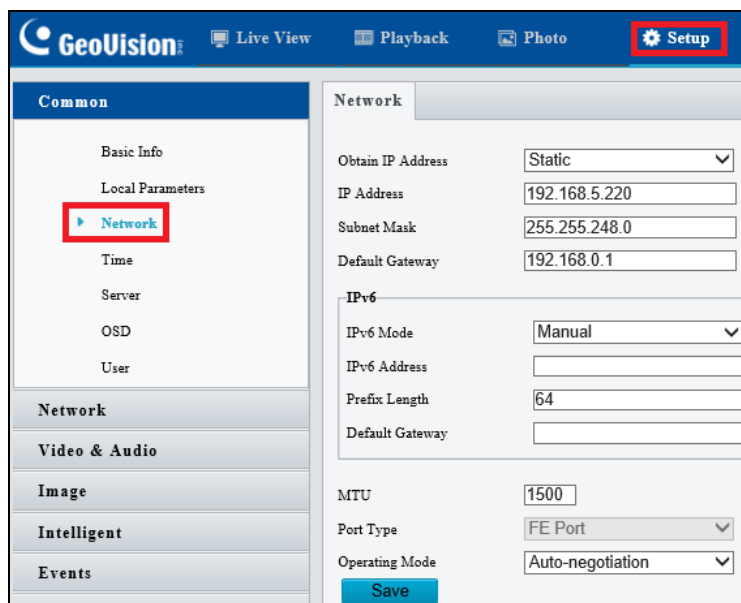 GeoVision Live View Playback Photo Setup
Common
Basic Info
Local Parameters
Network
Time
Server
OSD
User
Network
Video & Audio
Image
Intelligent
Events
Network
Obtain IP Address Static
IP Address 192.168.5.220
Subnet Mask 255.255.248.0
Default Gateway 192.168.0.1
IPv6
IPv6 Mode Manual
IPv6 Address
Prefix Length 64
Default Gateway
MTU 1500
Port Type FE Port
Operating Mode Auto-negotiation
Save